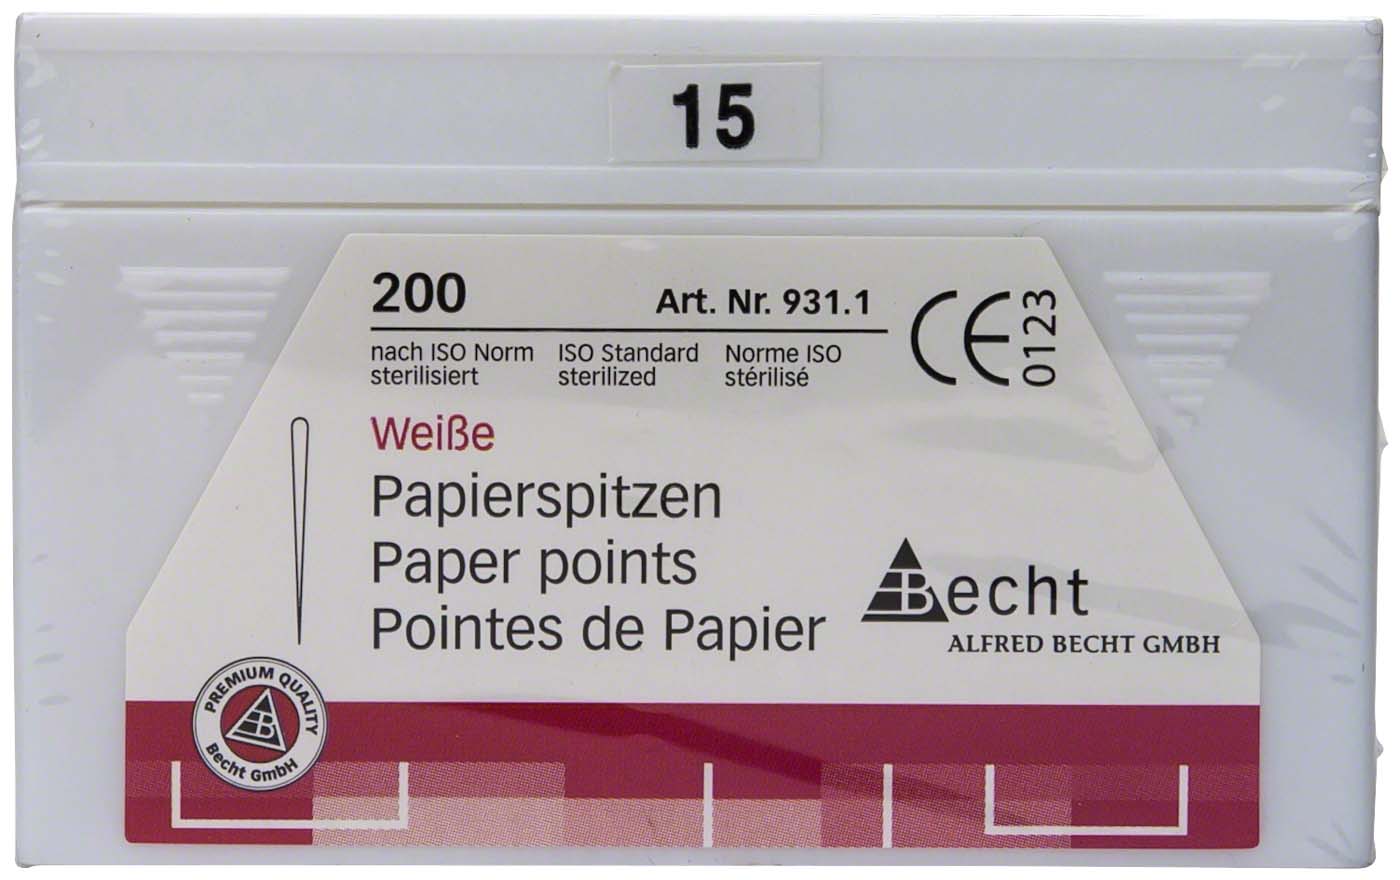 15
200 Art. Nr. 931.1
CE 0123
nach ISO Norm ISO Standard Norme ISO
sterilisiert sterilized stérilisé
Weiße
Papierspitzen
Paper points
Pointes de Papier
Becht
ALFRED BECHT GMBH
PREMIUM QUALITY
B
Becht GmbH